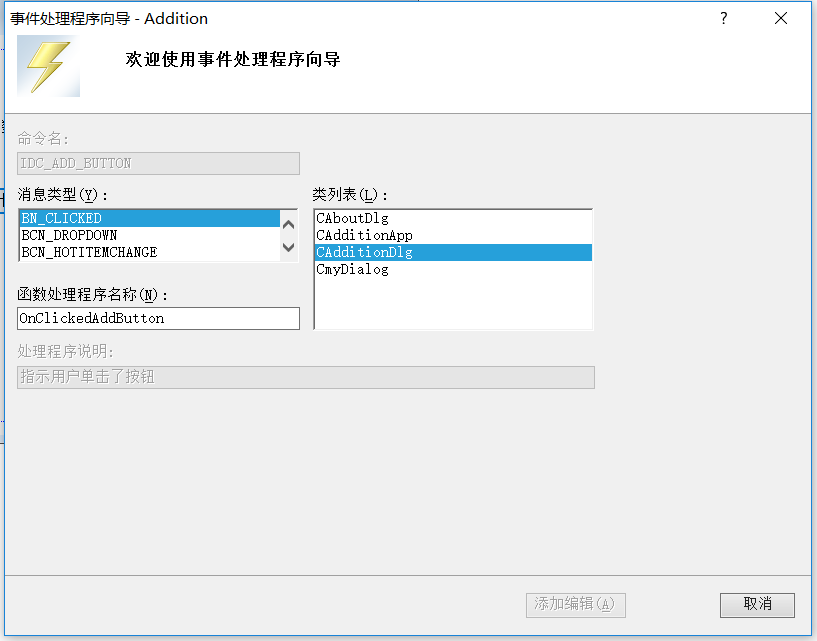 事件处理程序向导 - Addition
?
欢迎使用事件处理程序向导
命令名:
IDC_ADD_BUTTON
消息类型(Y):
类列表(L):
BN_CLICKED
BCN_DROPDOWN
BCN_HOTITEMCHANGE
CAboutDlg
CAdditionApp
CAdditionDlg
CmyDialog
函数处理程序名称(N):
OnClickedAddButton
处理程序说明:
指示用户单击了按钮
添加编辑(A)
取消